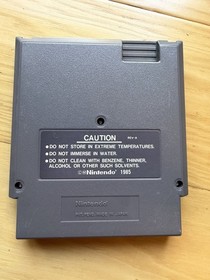 CAUTION
•DO NOT STORE IN EXTREME TEMPERATURES.
•DO NOT IMMERSE IN WATER.
•DO NOT CLEAN WITH BENZENE, THINNER,
ALCOHOL OR OTHER SUCH SOLVENTS.
©®Nintendo® 1985
Nintendo